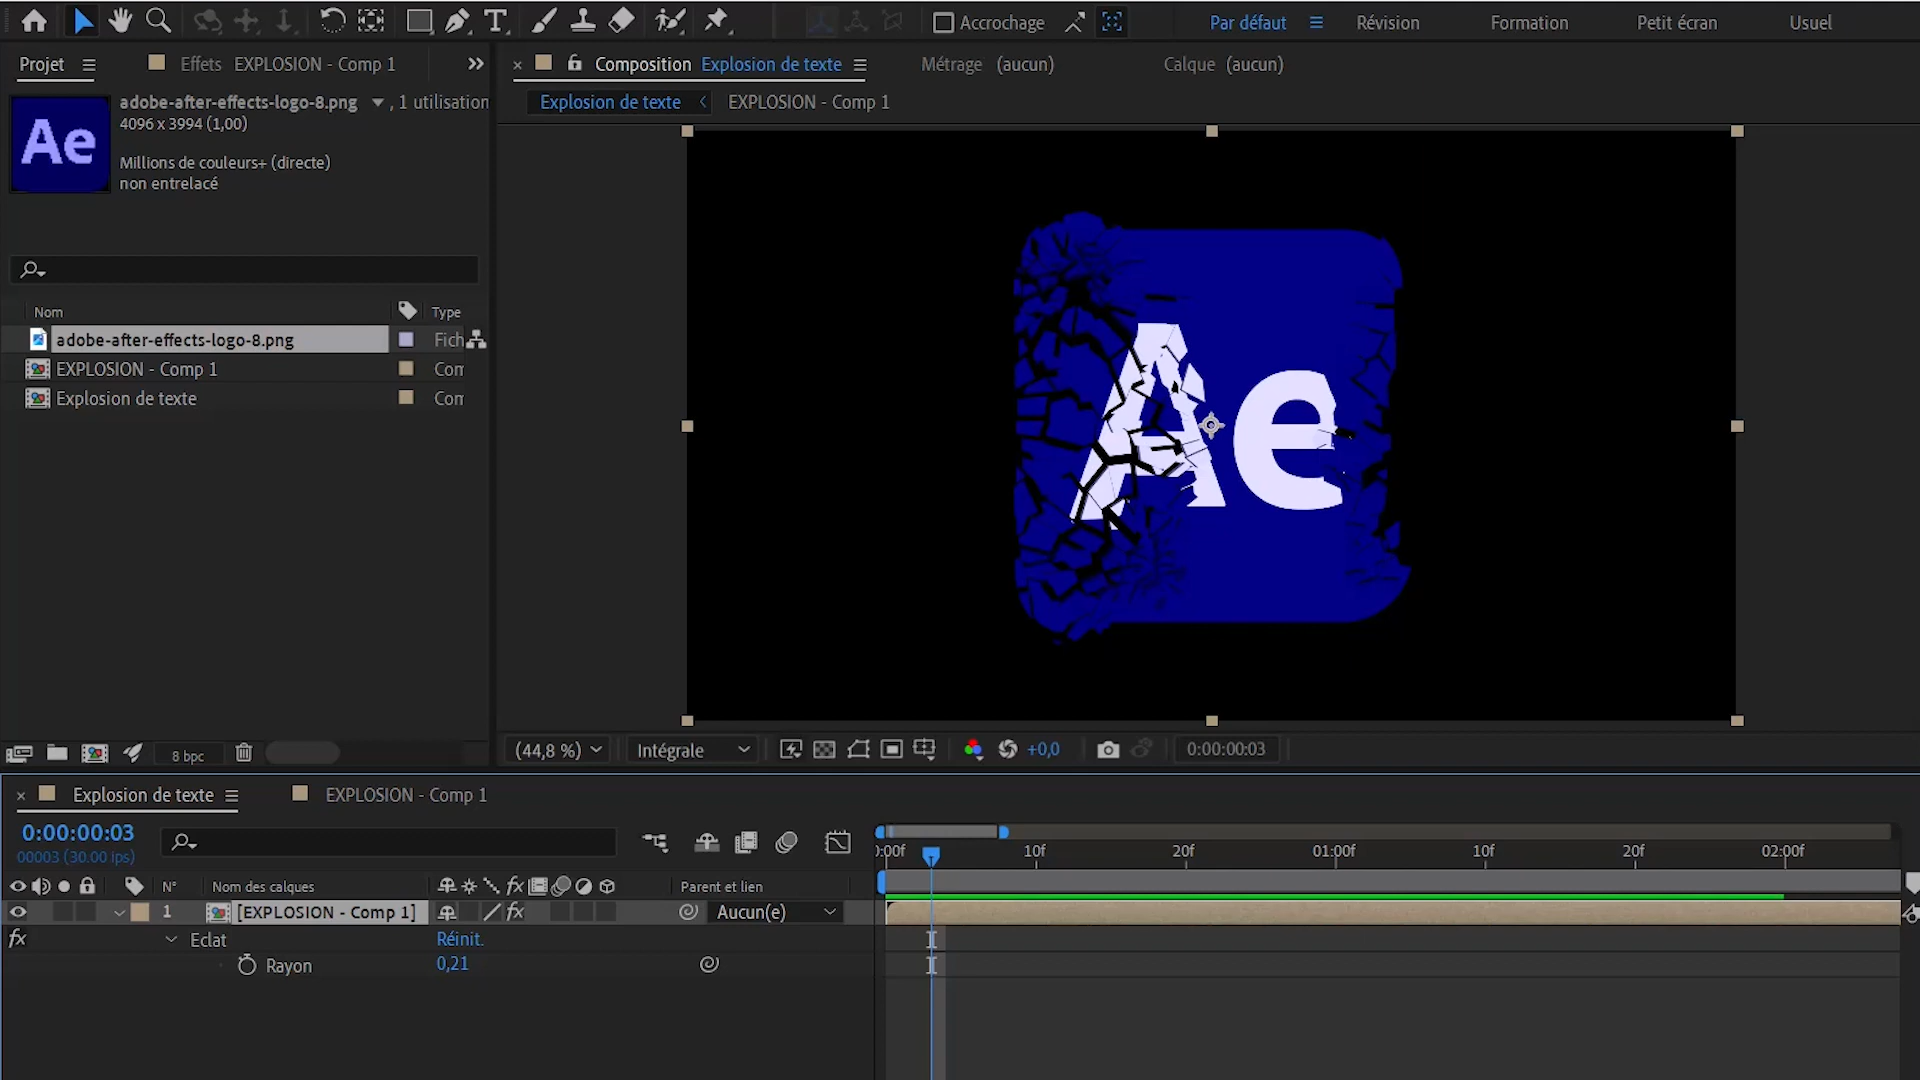 Accrochage
Par défaut
Révision
Formation
Petit écran
Usuel
Projet
Effets EXPLOSION - Comp 1
Composition Explosion de texte
Métrage (aucun)
Calque (aucun)
Explosion de texte
EXPLOSION - Comp 1
Ae
adobe-after-effects-logo-8.png , 1 utilisation
4096 x 3994 (1,00)
Millions de couleurs+ (directe)
non entrelacé
Nom
Type
adobe-after-effects-logo-8.png
Fich
EXPLOSION - Comp 1
Com
Explosion de texte
Com
Ae
8 bpc
(44,8 %)
Intégrale
+0,0
0:00:00:03
Explosion de texte
EXPLOSION - Comp 1
0:00:00:03
00003 (30.00 ips)
):00f
10f
20f
01:00f
10f
20f
02:00f
N°
Nom des calques
fx
Parent et lien
1
[EXPLOSION - Comp 1]
fx
Aucun(e)
fx
Eclat
Réinit.
Rayon
0,21